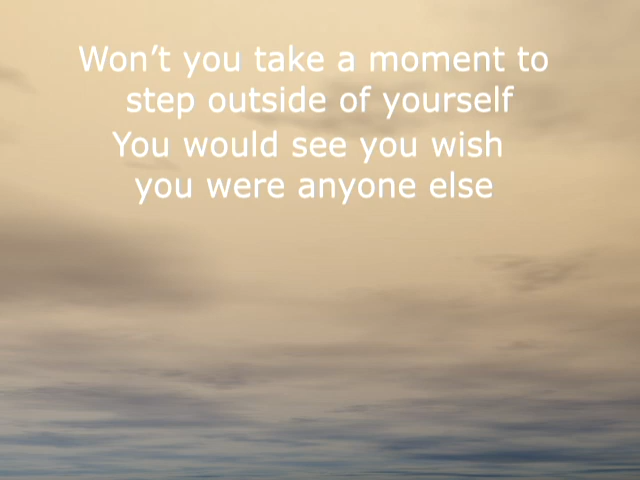 Won’t you take a moment to
step outside of yourself
You would see you wish
you were anyone else